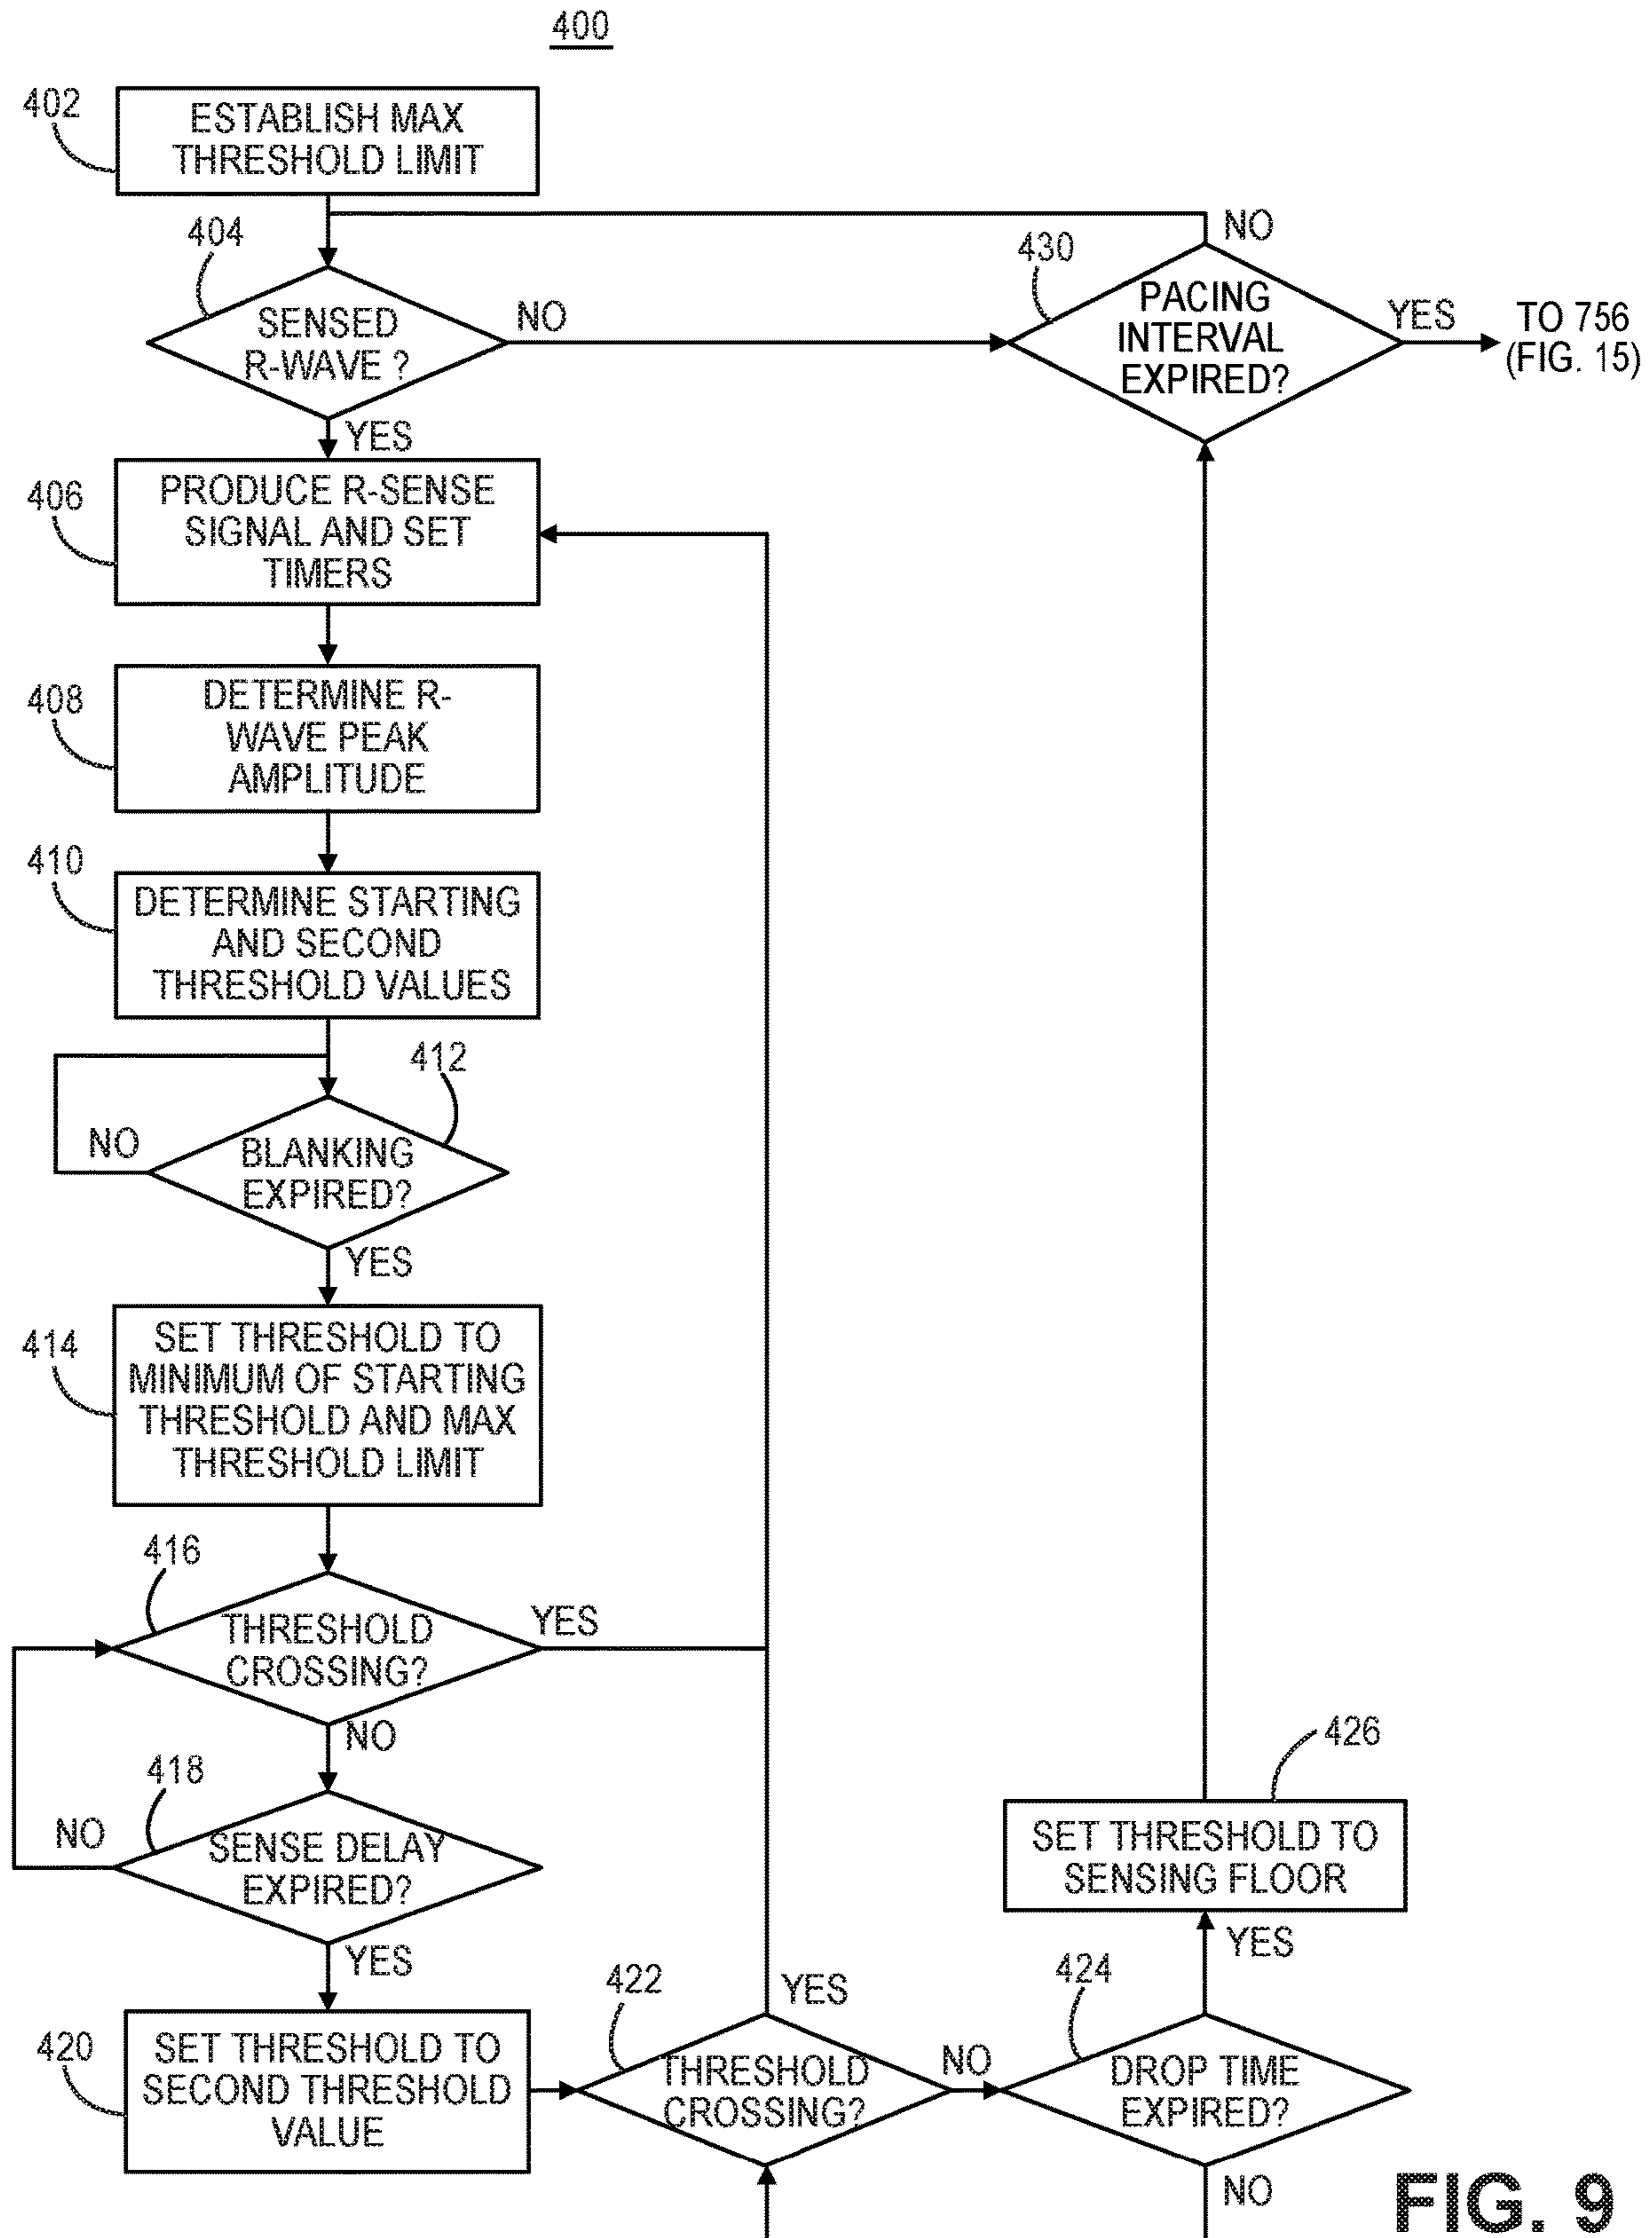 400
402
ESTABLISH MAX
THRESHOLD LIMIT
NO
404
430
SENSED
R-WAVE ?
NO
PACING
INTERVAL
EXPIRED?
YES
TO 756
(FIG. 15)
YES
406
PRODUCE R-SENSE
SIGNAL AND SET
TIMERS
408
DETERMINE R-
WAVE PEAK
AMPLITUDE
410
DETERMINE STARTING
AND SECOND
THRESHOLD VALUES
412
NO
BLANKING
EXPIRED?
YES
414
SET THRESHOLD TO
MINIMUM OF STARTING
THRESHOLD AND MAX
THRESHOLD LIMIT
416
THRESHOLD
CROSSING?
YES
NO
418
NO
SENSE DELAY
EXPIRED?
YES
426
SET THRESHOLD TO
SENSING FLOOR
YES
420
SET THRESHOLD TO
SECOND THRESHOLD
VALUE
422
YES
THRESHOLD
CROSSING?
NO
424
DROP TIME
EXPIRED?
NO
FIG. 9